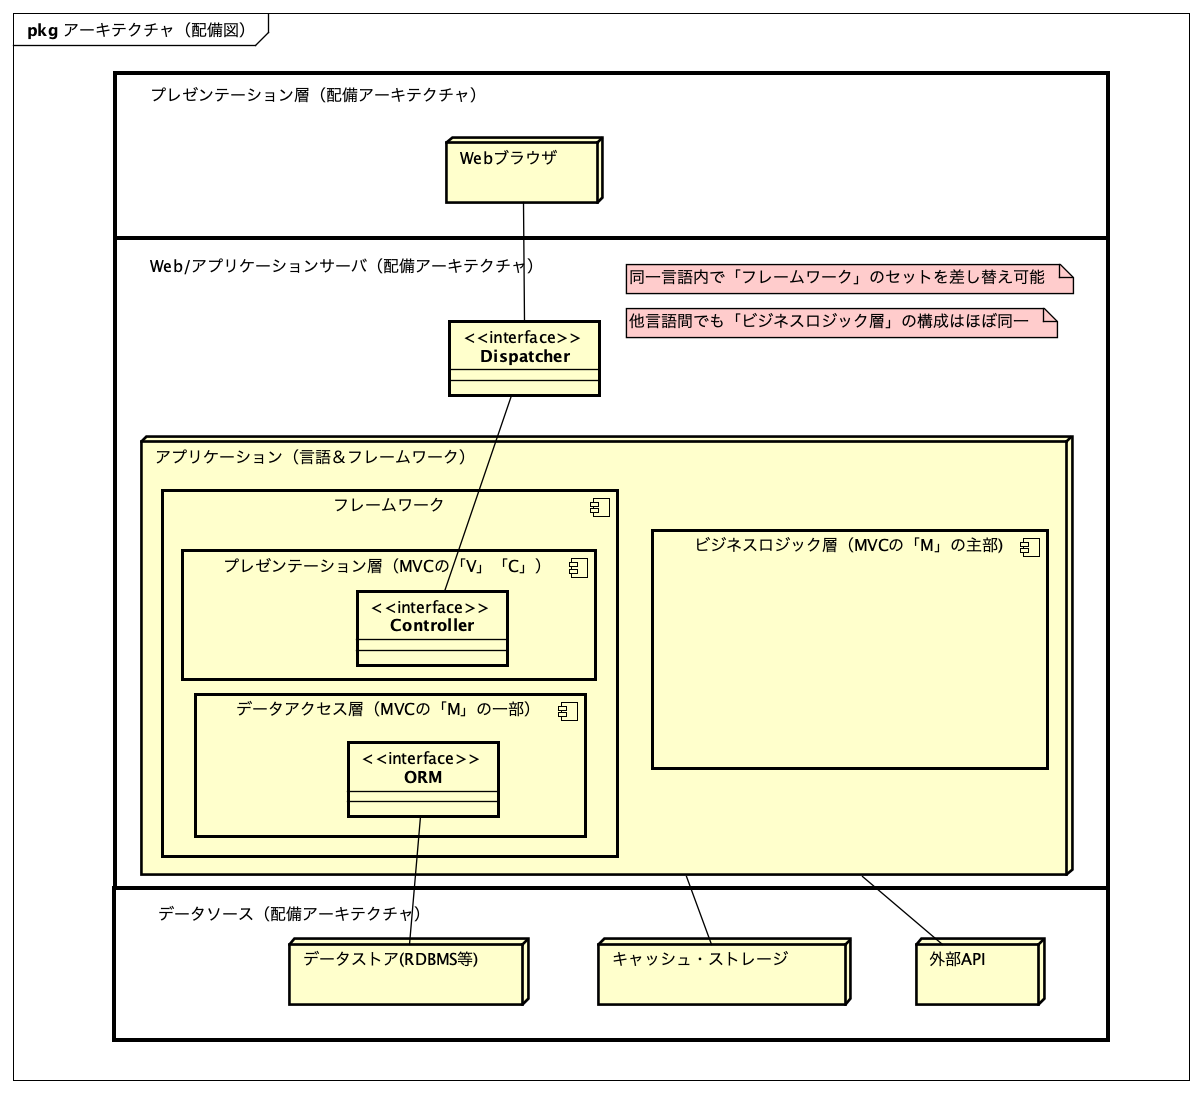 pkg アーキテクチャ（配備図）
プレゼンテーション層（配備アーキテクチャ）
Webブラウザ
Web/アプリケーションサーバ（配備アーキテクチャ）
同一言語内で「フレームワーク」のセットを差し替え可能
他言語間でも「ビジネスロジック層」の構成はほぼ同一
<<interface>>
Dispatcher
アプリケーション（言語＆フレームワーク）
フレームワーク
プレゼンテーション層（MVCの「V」「C」）
<<interface>>
Controller
データアクセス層（MVCの「M」の一部）
<<interface>>
ORM
ビジネスロジック層（MVCの「M」の主部)
データソース（配備アーキテクチャ）
データストア(RDBMS等)
キャッシュ・ストレージ
外部API